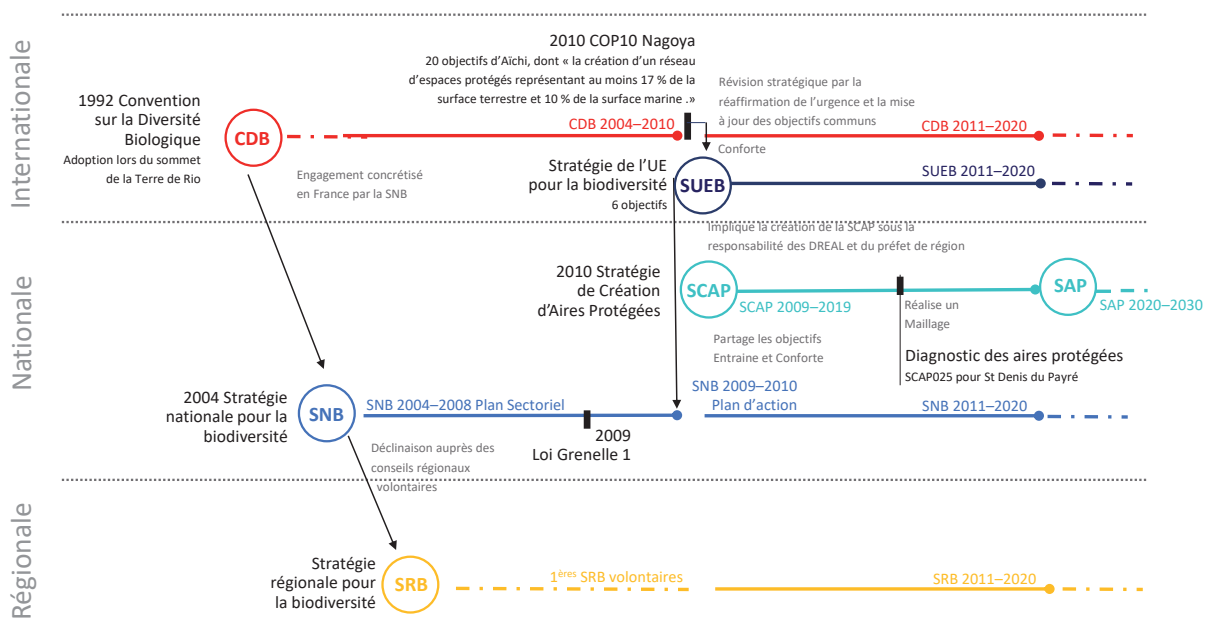 Internationale
1992 Convention
sur la Diversité
Biologique
Adoption lors du sommet
de la Terre de Rio
CDB
Engagement concrétisé
en France par la SNB
2010 COP10 Nagoya
20 objectifs d’Aïchi, dont « la création d’un réseau
d’espaces protégés représentant au moins 17 % de la
surface terrestre et 10 % de la surface marine .»
CDB 2004–2010
Révision stratégique par la
réaffirmation de l’urgence et la mise
à jour des objectifs communs
CDB 2011–2020
Conforte
Stratégie de l’UE
pour la biodiversité
6 objectifs
SUEB
SUEB 2011–2020
Implique la création de la SCAP sous la
responsabilité des DREAL et du préfet de région
Nationale
2010 Stratégie
de Création
d’Aires Protégées
SCAP
SCAP 2009–2019
Réalise un
Maillage
SAP
SAP 2020–2030
Partage les objectifs
Entraine et Conforte
Diagnostic des aires protégées
SCAP025 pour St Denis du Payré
2004 Stratégie
nationale pour la
biodiversité
SNB
SNB 2004–2008 Plan Sectoriel
2009
Loi Grenelle 1
SNB 2009–2010
Plan d’action
SNB 2011–2020
Déclinaison auprès des
conseils régionaux
volontaires
Régionale
Stratégie
régionale pour
la biodiversité
SRB
1ères SRB volontaires
SRB 2011–2020